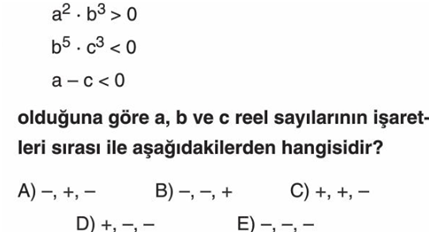 a² · b³ > 0
b⁵ · c³ < 0
a – c < 0
olduğuna göre a, b ve c reel sayılarının işaret-
leri sırası ile aşağıdakilerden hangisidir?
A) –, +, – B) –, –, + C) +, +, –
D) +, –, – E) –, –, –